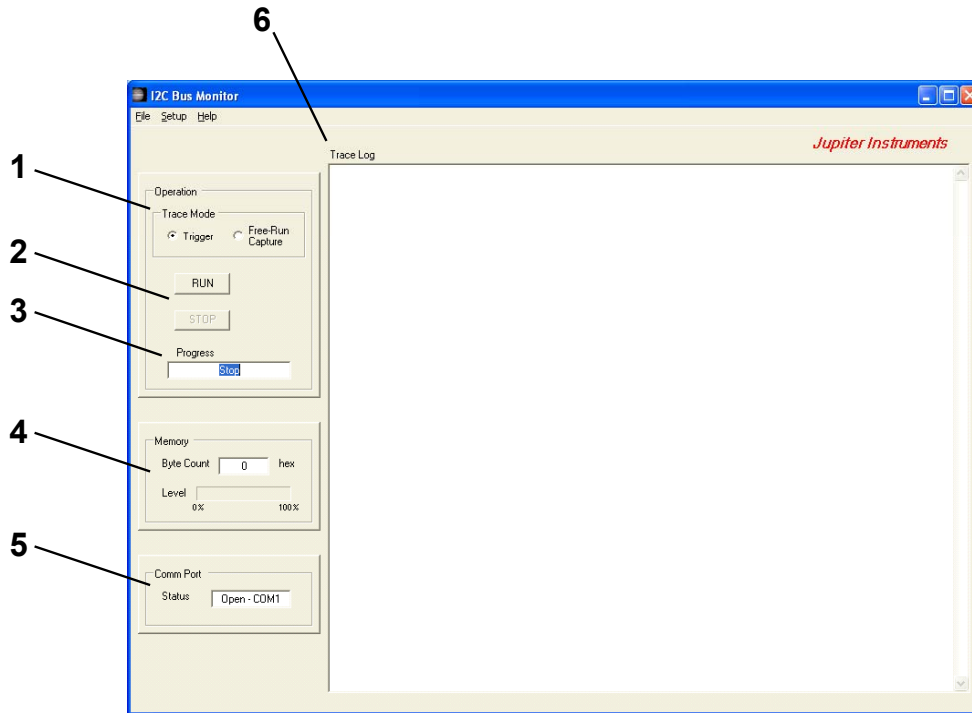 6
I2C Bus Monitor
File Setup Help
Jupiter Instruments
Trace Log
1
Operation
Trace Mode
Trigger
Free-Run
Capture
2
RUN
3
STOP
Progress
Stop
4
Memory
Byte Count 0 hex
Level
0% 100%
5
Comm Port
Status Open - COM1